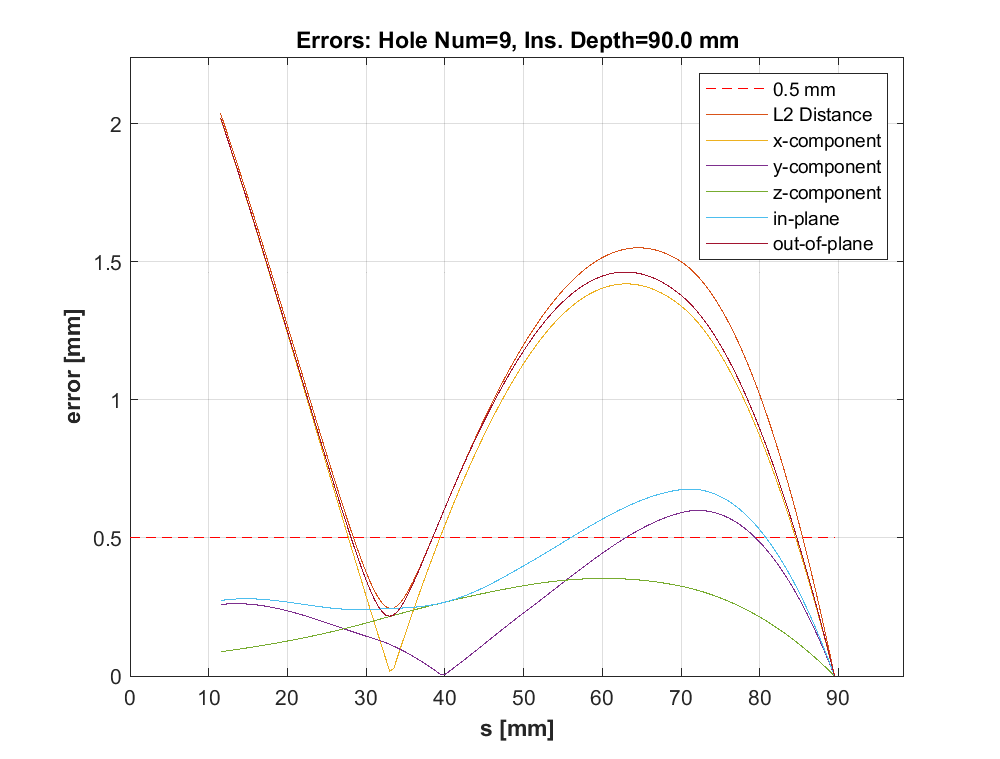 Errors: Hole Num=9, Ins. Depth=90.0 mm
0.5 mm
L2 Distance
x-component
y-component
z-component
in-plane
out-of-plane
2
1.5
1
0.5
0
error [mm]
0 10 20 30 40 50 60 70 80 90
s [mm]